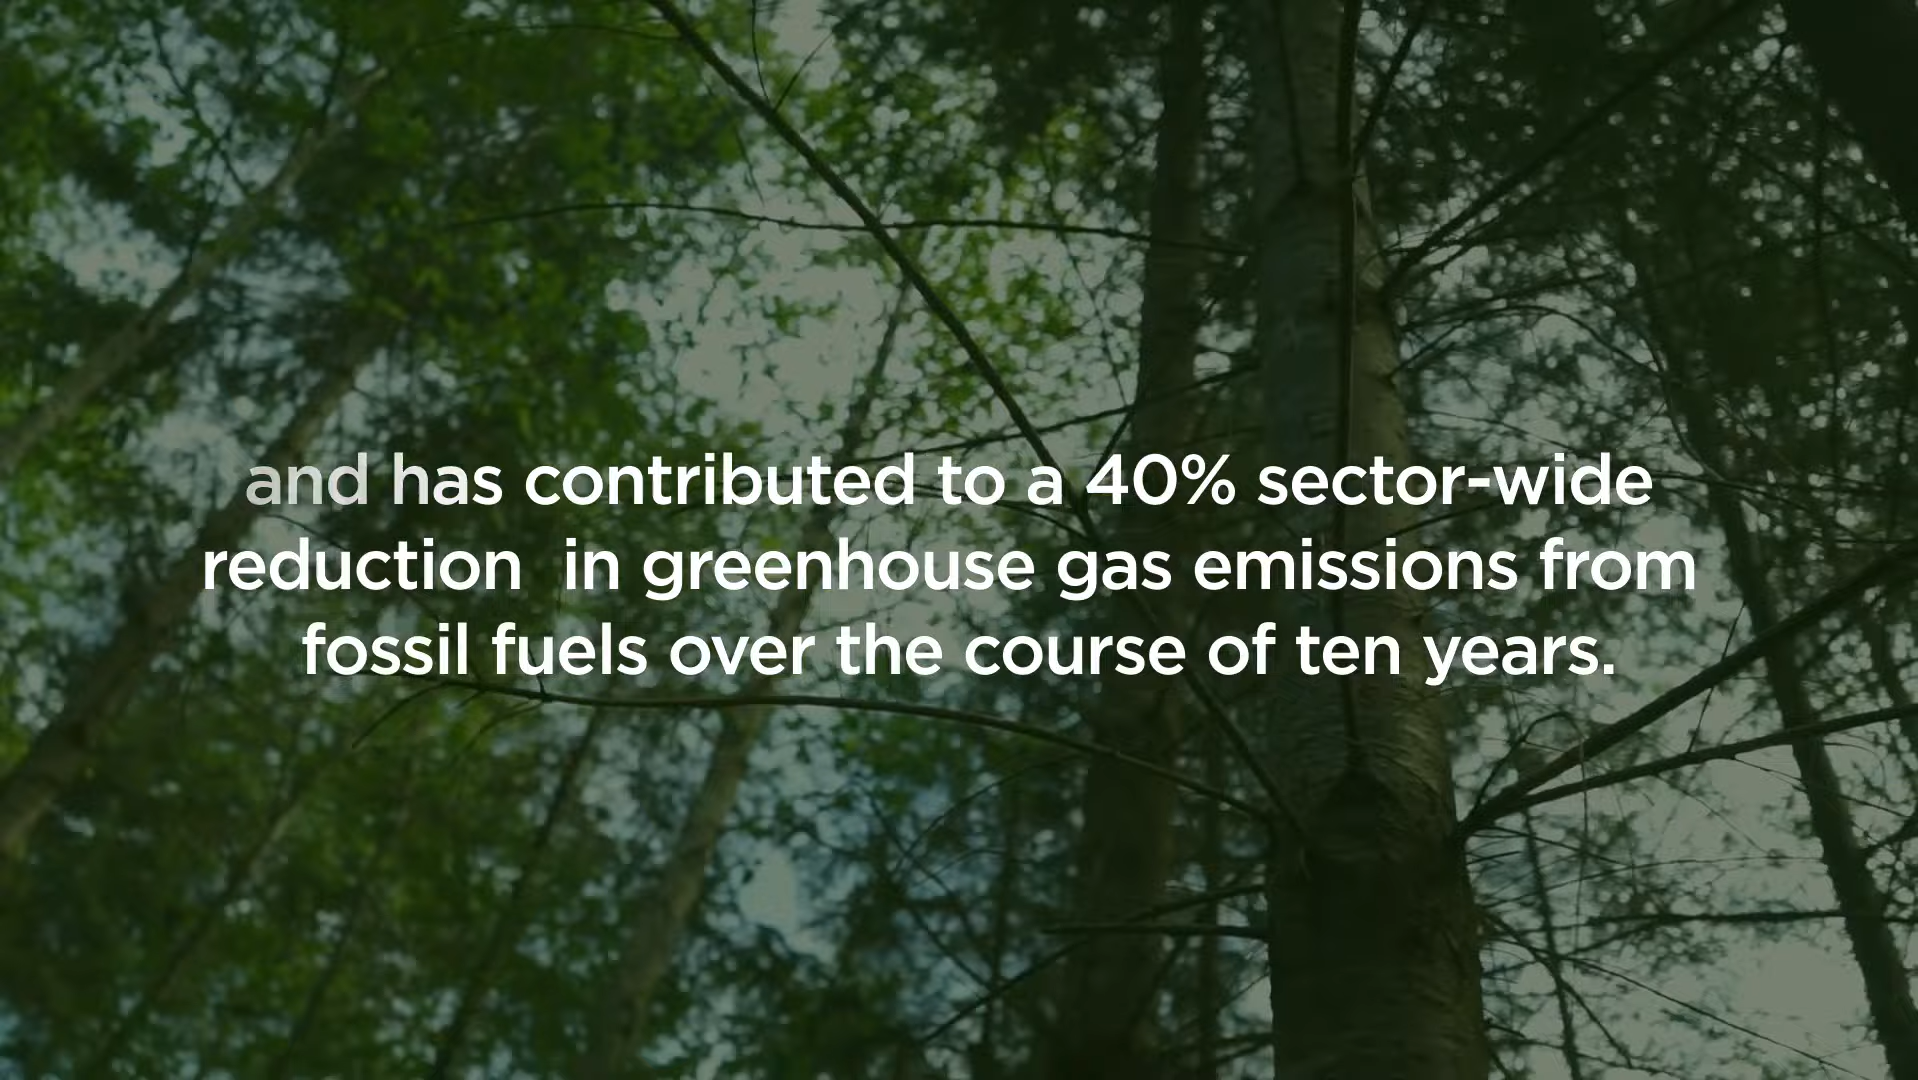 and has contributed to a 40% sector-wide
reduction  in greenhouse gas emissions from
fossil fuels over the course of ten years.